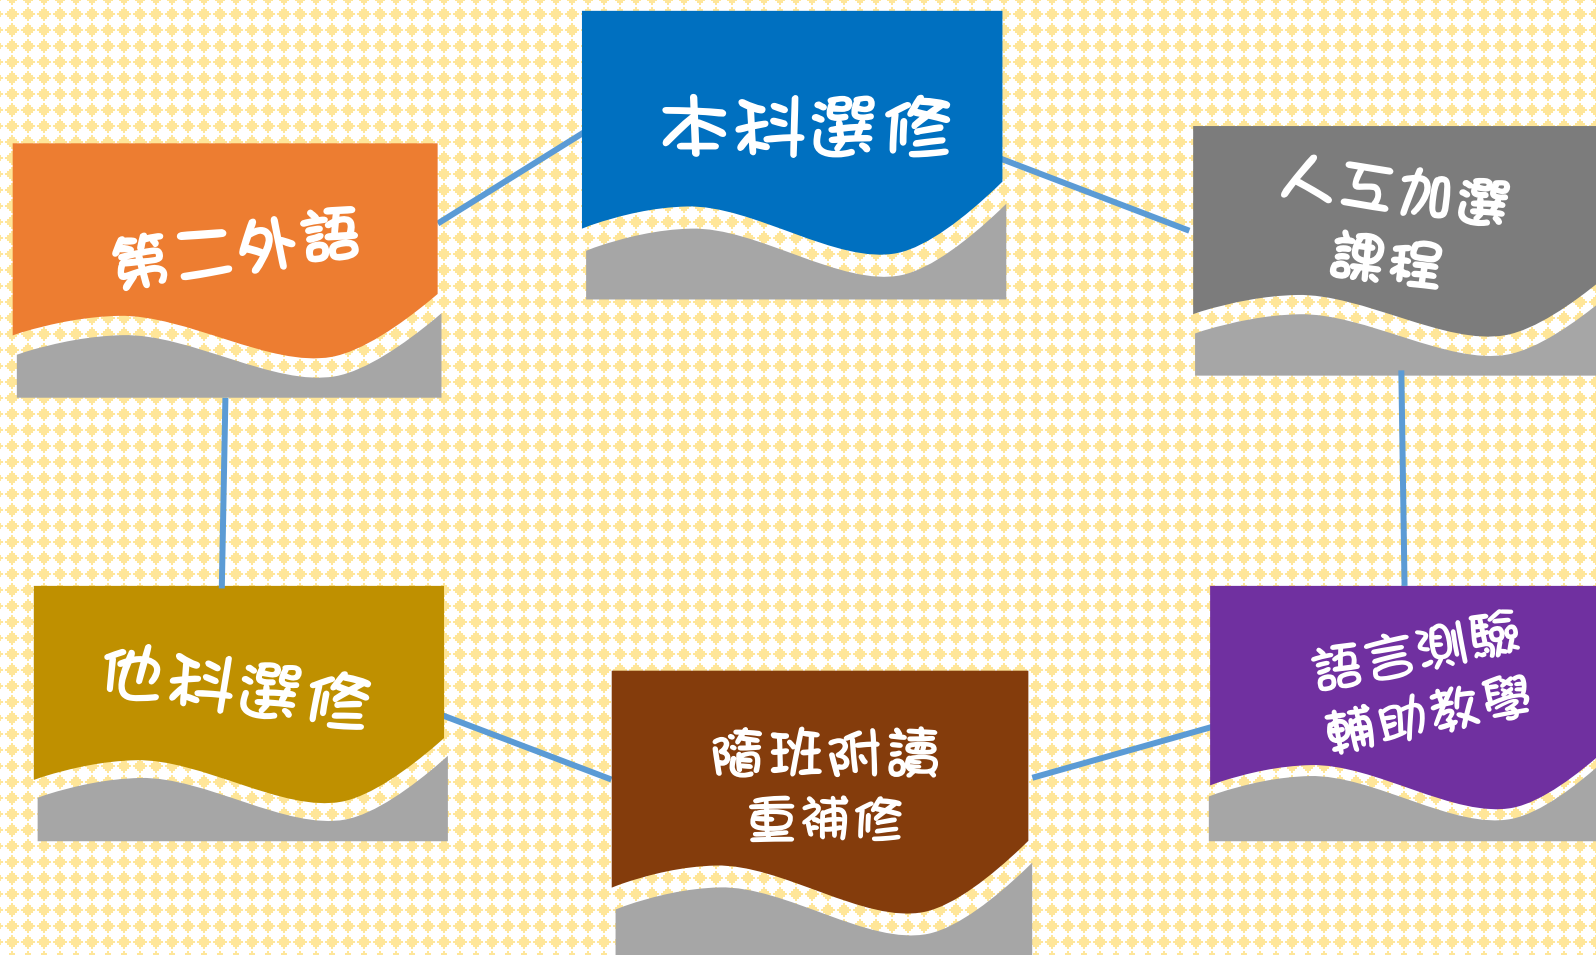 本科選修
人互加選
課程
第二外語
他科選修
語言測驗
輔助教學
隨班附讀
重補修